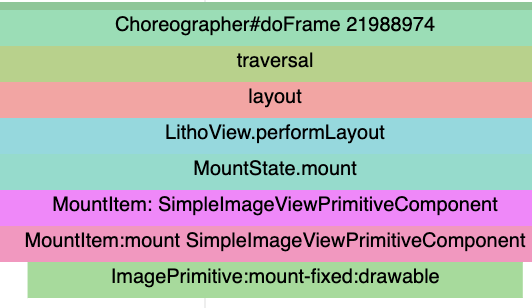 Choreographer#doFrame 21988974
traversal
layout
LithoView.performLayout
MountState.mount
MountItem: SimpleImageViewPrimitiveComponent
MountItem:mount SimpleImageViewPrimitiveComponent
ImagePrimitive:mount-fixed:drawable